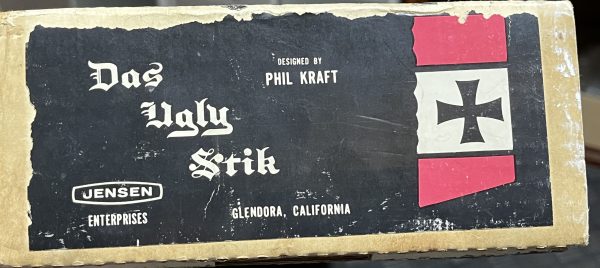 Das
Ugly
Stik
DESIGNED BY
PHIL KRAFT
JENSEN
ENTERPRISES
GLENDORA, CALIFORNIA